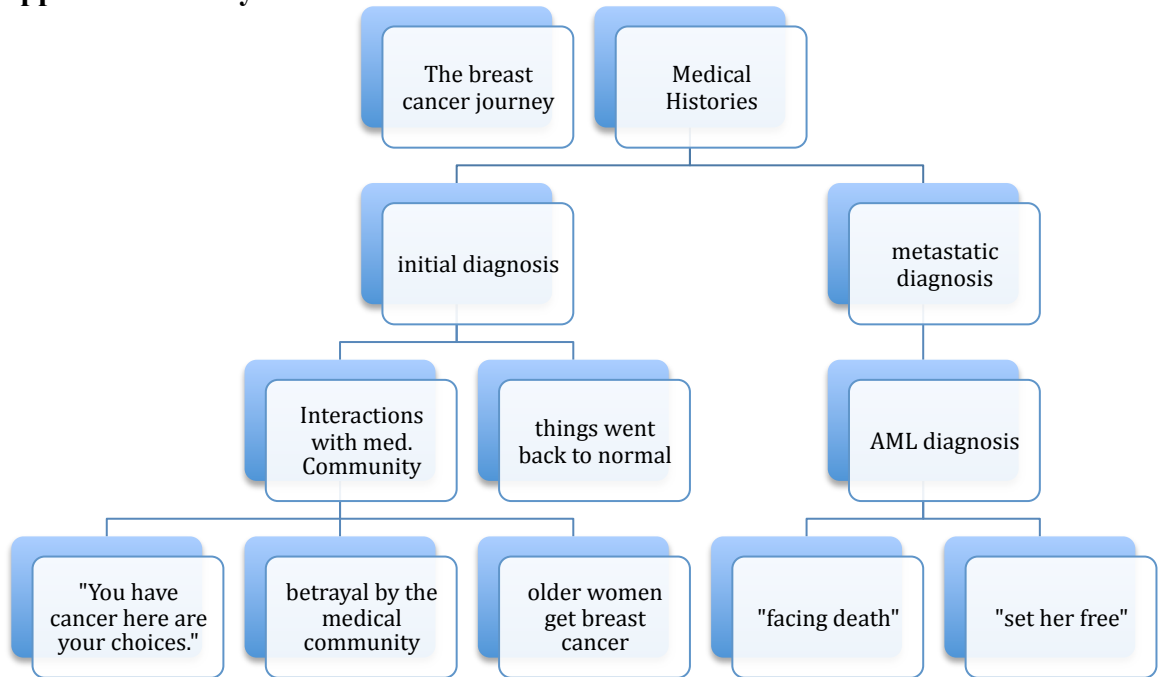 The breast
cancer journey
Medical
Histories
initial diagnosis
metastatic
diagnosis
Interactions
with med.
Community
things went
back to normal
AML diagnosis
"You have
cancer here are
your choices."
betrayal by the
medical
community
older women
get breast
cancer
"facing death"
"set her free"